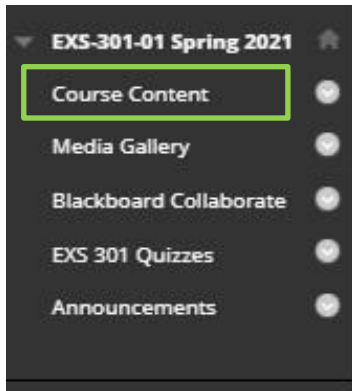 EXS-301-01 Spring 2021
Course Content
Media Gallery
Blackboard Collaborate
EXS 301 Quizzes
Announcements